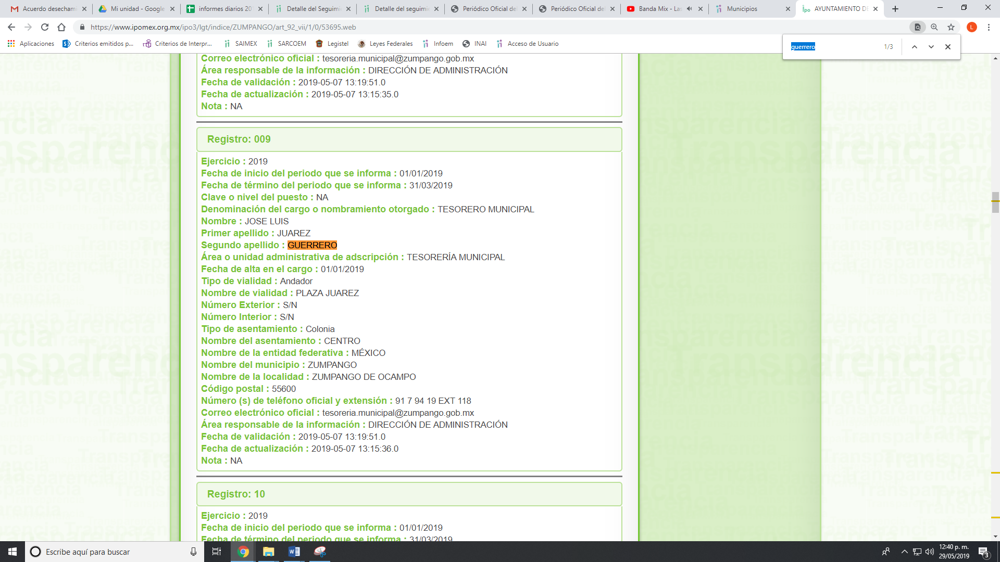 Acuerdo desecham
Mi unidad - Google
informes diarios 201
Detalle del Seguimie
Detalle del seguimie
Periódico Oficial del
Periódico Oficial del
Banda Mix - Las
Municipios
AYUNTAMIENTO DE
https://www.ipomex.org.mx/ipo3/lgt/indice/ZUMPANGO/art_92_vii/1/0/53695.web
L
Aplicaciones
Criterios emitidos p...
Criterios de Interpr...
SAIMEX
SARCOEM
Legistel
Leyes Federales
Infoem
INAI
Acceso de Usuario
guerrero
1/3
Correo electrónico oficial : tesoreria.municipal@zumpango.gob.mx
Área responsable de la información : DIRECCIÓN DE ADMINISTRACIÓN
Fecha de validación : 2019-05-07 13:19:51.0
Fecha de actualización : 2019-05-07 13:15:35.0
Nota : NA
Registro: 009
Ejercicio : 2019
Fecha de inicio del periodo que se informa : 01/01/2019
Fecha de término del periodo que se informa : 31/03/2019
Clave o nivel del puesto : NA
Denominación del cargo o nombramiento otorgado : TESORERO MUNICIPAL
Nombre : JOSE LUIS
Primer apellido : JUAREZ
Segundo apellido : GUERRERO
Área o unidad administrativa de adscripción : TESORERÍA MUNICIPAL
Fecha de alta en el cargo : 01/01/2019
Tipo de vialidad : Andador
Nombre de vialidad : PLAZA JUAREZ
Número Exterior : S/N
Número Interior : S/N
Tipo de asentamiento : Colonia
Nombre del asentamiento : CENTRO
Nombre de la entidad federativa : MÉXICO
Nombre del municipio : ZUMPANGO
Nombre de la localidad : ZUMPANGO DE OCAMPO
Código postal : 55600
Número (s) de teléfono oficial y extensión : 91 7 94 19 EXT 118
Correo electrónico oficial : tesoreria.municipal@zumpango.gob.mx
Área responsable de la información : DIRECCIÓN DE ADMINISTRACIÓN
Fecha de validación : 2019-05-07 13:19:51.0
Fecha de actualización : 2019-05-07 13:15:36.0
Nota : NA
Registro: 10
Ejercicio : 2019
Fecha de inicio del periodo que se informa : 01/01/2019
Fecha de término del periodo que se informa : 31/03/2019
Escribe aquí para buscar
12:40 p. m.
29/05/2019
3